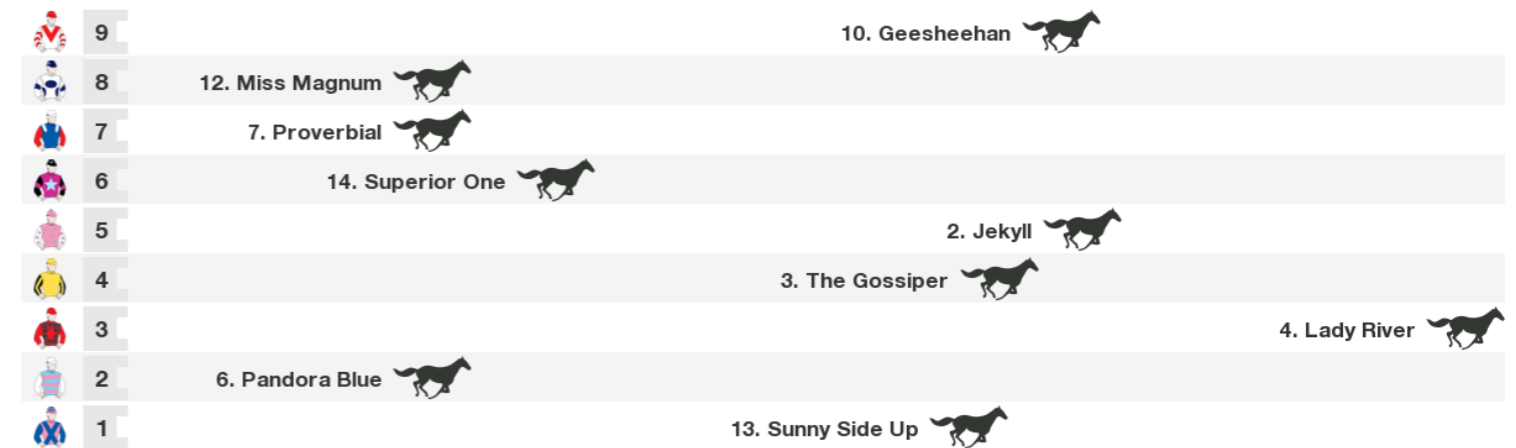 9 10. Geesheehan
8 12. Miss Magnum
7 7. Proverbial
6 14. Superior One
5 2. Jekyll
4 3. The Gossiper
3 4. Lady River
2 6. Pandora Blue
1 13. Sunny Side Up